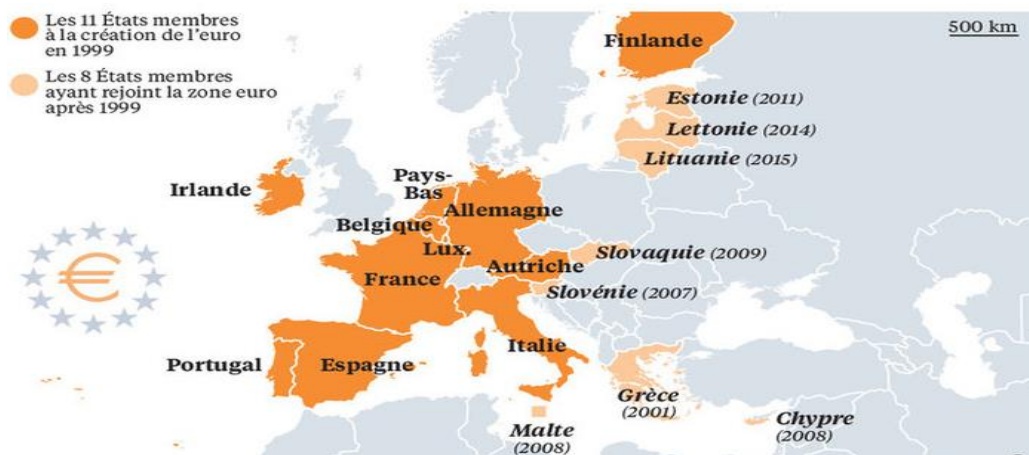 Les 11 États membres
à la création de l'euro
en 1999
Les 8 États membres
ayant rejoint la zone euro
après 1999
500 km
Finlande
Estonie (2011)
Lettonie (2014)
Lituanie (2015)
Irlande
Pays-
Bas
Allemagne
Belgique
Lux.
Slovaquie (2009)
Autriche
France
Slovénie (2007)
€
Italie
Portugal
Espagne
Grèce
(2001)
Chypre
(2008)
Malte
(2008)